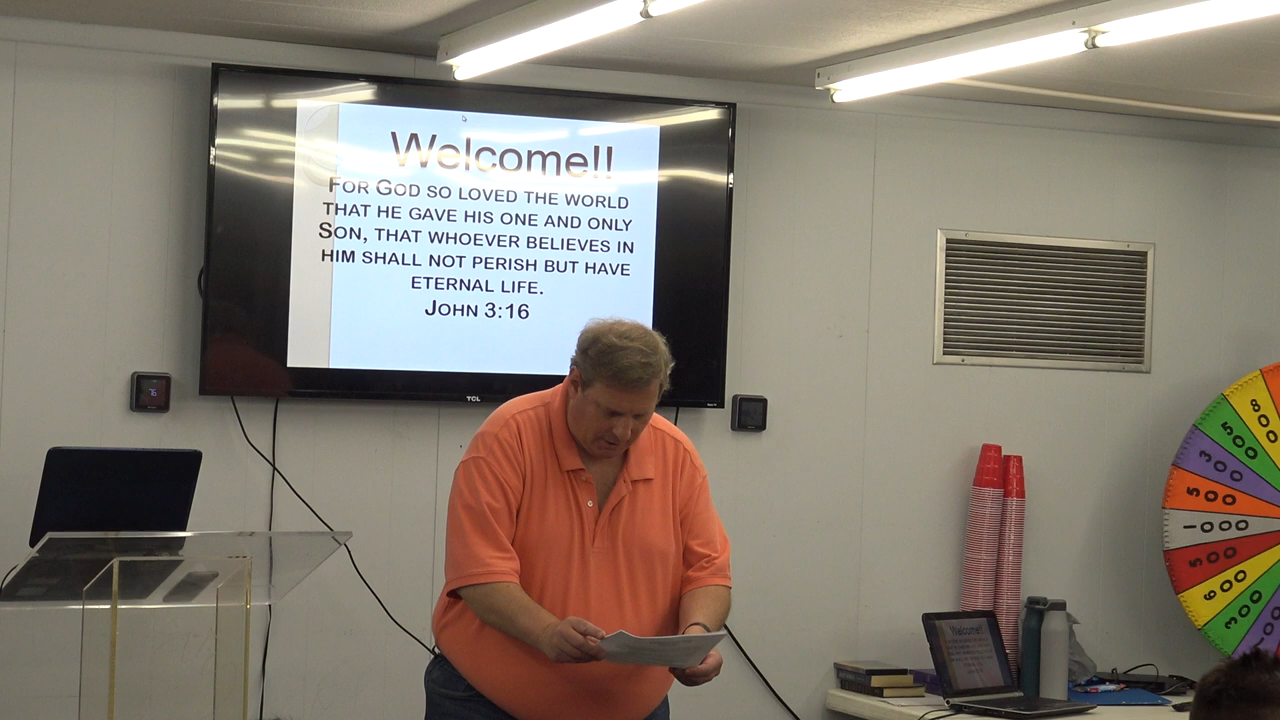 Welcome!!
FOR GOD SO LOVED THE WORLD
THAT HE GAVE HIS ONE AND ONLY
SON, THAT WHOEVER BELIEVES IN
HIM SHALL NOT PERISH BUT HAVE
ETERNAL LIFE.
JOHN 3:16
TCL
76
800
500
300
500
1000
500
600
300
Welcome!!